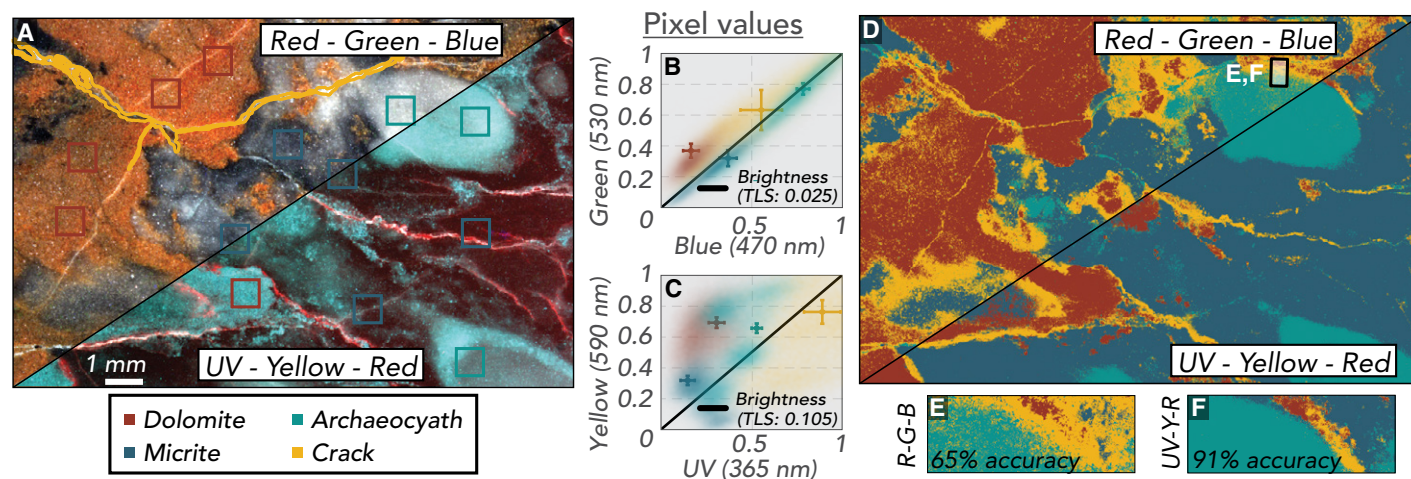 A
Red - Green - Blue
UV - Yellow - Red
1 mm
Dolomite
Archaeocyath
Micrite
Crack
Pixel values
B
Green (530 nm)
1
0.8
0.6
0.4
0.2
0
0.5
1
Blue (470 nm)
Brightness
(TLS: 0.025)
C
Yellow (590 nm)
1
0.8
0.6
0.4
0.2
0
0.5
1
UV (365 nm)
Brightness
(TLS: 0.105)
D
Red - Green - Blue
E,F
UV - Yellow - Red
E
R-G-B
65% accuracy
F
UV-Y-R
91% accuracy